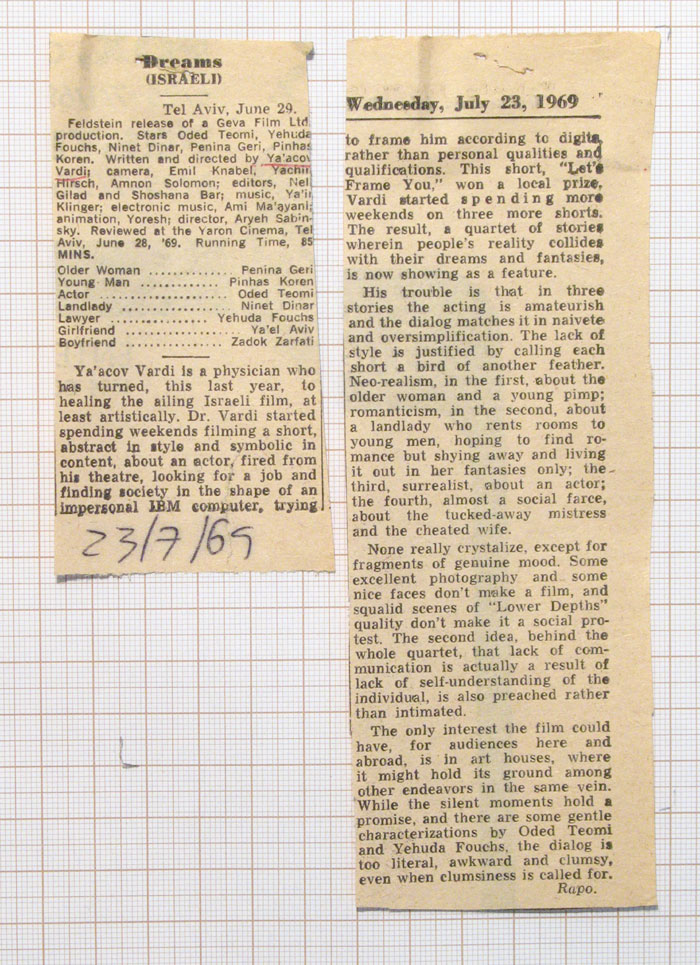 Dreams
(ISRAELI)
Tel Aviv, June 29.
Feldstein release of a Geva Film Ltd.
production. Stars Oded Teomi, Yehuda
Fouchs, Ninet Dinar, Penina Geri, Pinhas
Koren. Written and directed by Ya'acov
Vardi; camera, Emil Knabel, Yachin
Hirsch, Amnon Solomon; editors, Nell
Gilad and Shoshana Bar; music, Ya'il
Klinger; electronic music, Ami Ma'ayani;
animation, Yoresh; director, Aryeh Sabin-
sky. Reviewed at the Yaron Cinema, Tel
Aviv, June 28, '69. Running Time, 85
MINS.
Older Woman ............ Penina Geri
Young Man ............. Pinhas Koren
Actor .................... Oded Teomi
Landlady ................ Ninet Dinar
Lawyer ............... Yehuda Fouchs
Girlfriend ................... Ya'el Aviv
Boyfriend ............... Zadok Zarfati
Ya'acov Vardi is a physician who
has turned, this last year, to
healing the ailing Israeli film, at
least artistically. Dr. Vardi started
spending weekends filming a short,
abstract in style and symbolic in
content, about an actor, fired from
his theatre, looking for a job and
finding society in the shape of an
impersonal IBM computer, trying
23/7/69
Wednesday, July 23, 1969
to frame him according to digits,
rather than personal qualities and
qualifications. This short, "Let's
Frame You," won a local prize.
Vardi started spending more
weekends on three more shorts.
The result, a quartet of stories
wherein people's reality collides
with their dreams and fantasies,
is now showing as a feature.
His trouble is that in three
stories the acting is amateurish
and the dialog matches it in naivete
and oversimplification. The lack of
style is justified by calling each
short a bird of another feather.
Neo-realism, in the first, about the
older woman and a young pimp;
romanticism, in the second, about
a landlady who rents rooms to
young men, hoping to find ro-
mance but shying away and living
it out in her fantasies only; the
third, surrealist, about an actor;
the fourth, almost a social farce,
about the tucked-away mistress
and the cheated wife.
None really crystalize, except for
fragments of genuine mood. Some
excellent photography and some
nice faces don't make a film, and
squalid scenes of "Lower Depths"
quality don't make it a social pro-
test. The second idea, behind the
whole quartet, that lack of com-
munication is actually a result of
lack of self-understanding of the
individual, is also preached rather
than intimated.
The only interest the film could
have, for audiences here and
abroad, is in art houses, where
it might hold its ground among
other endeavors in the same vein.
While the silent moments hold a
promise, and there are some gentle
characterizations by Oded Teomi
and Yehuda Fouchs, the dialog is
too literal, awkward and clumsy,
even when clumsiness is called for.
Rapo.